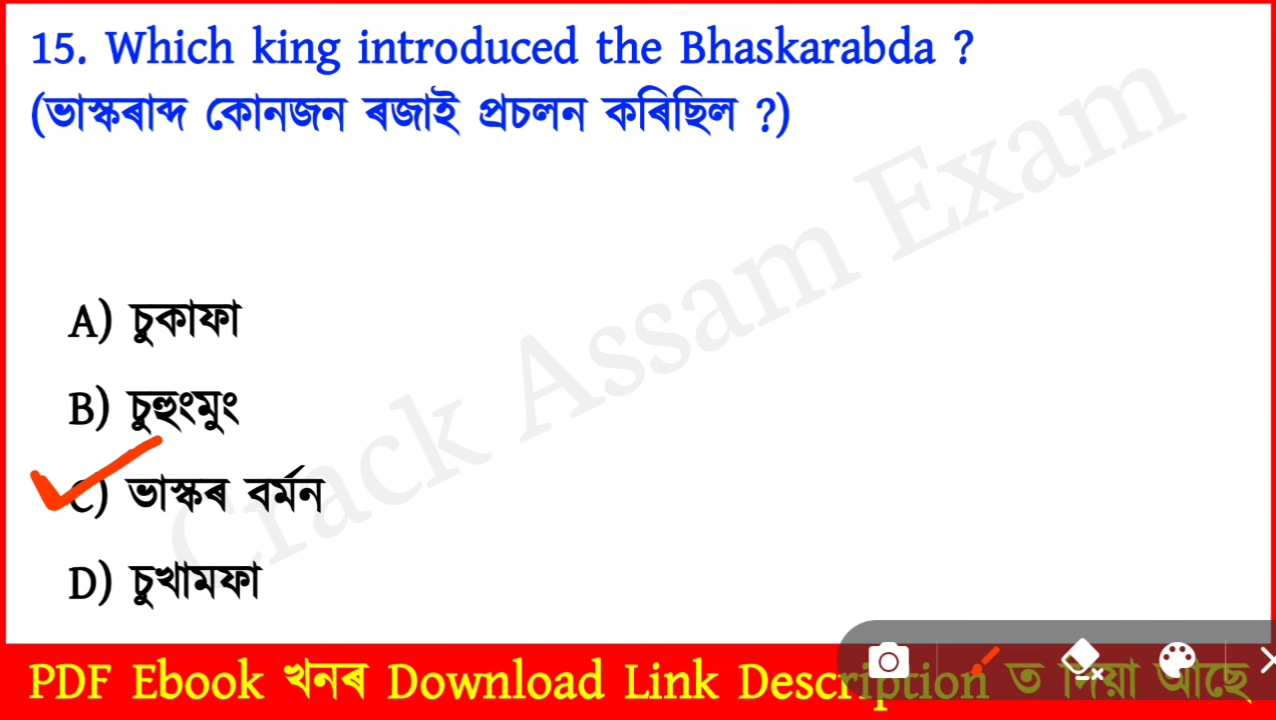 15. Which king introduced the Bhaskarabda ?
(ভাস্কৰাব্দ কোনজন ৰজাই প্ৰচলন কৰিছিল ?)
A) চুকাফা
B) চুহুংমুং
C) ভাস্কৰ বৰ্মন
D) চুখামফা
Crack Assam Exam
PDF Ebook খনৰ Download Link Description ত দিয়া আছে